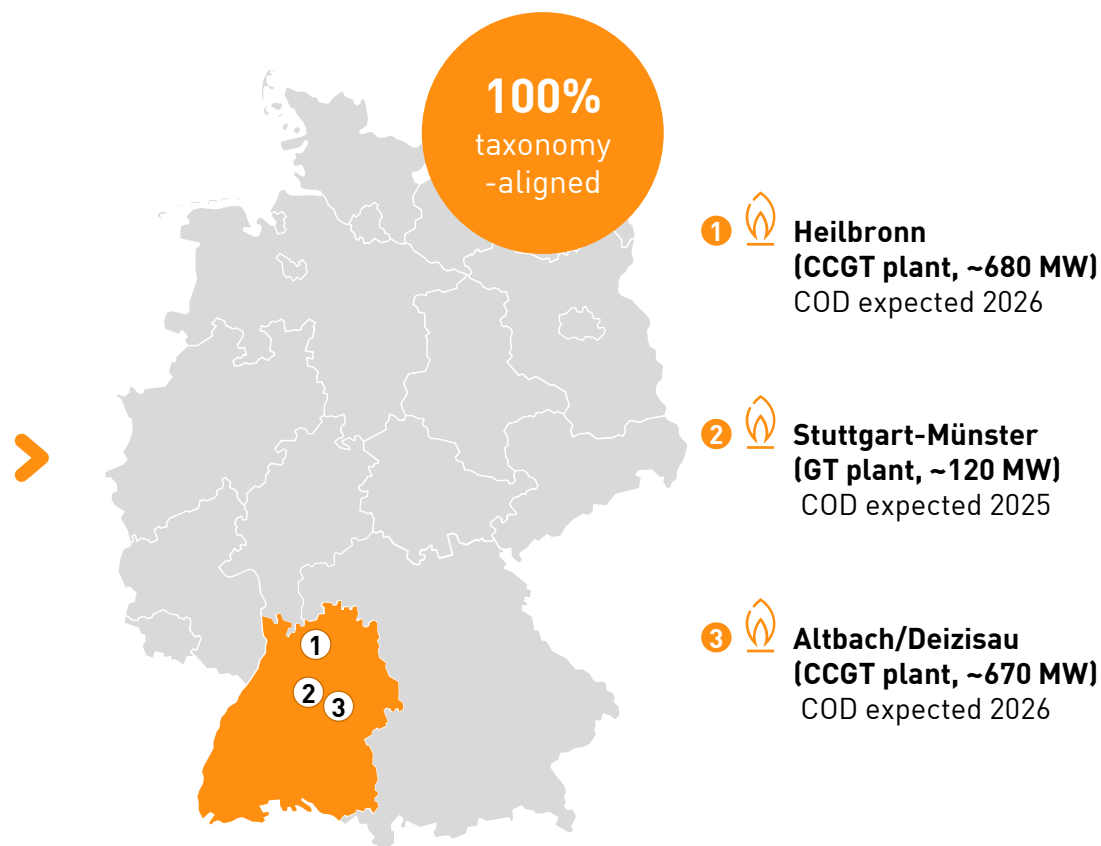 100%
taxonomy
-aligned
1
Heilbronn
(CCGT plant, ~680 MW)
COD expected 2026
2
Stuttgart-Münster
(GT plant, ~120 MW)
COD expected 2025
3
Altbach/Deizisau
(CCGT plant, ~670 MW)
COD expected 2026
1
2
3